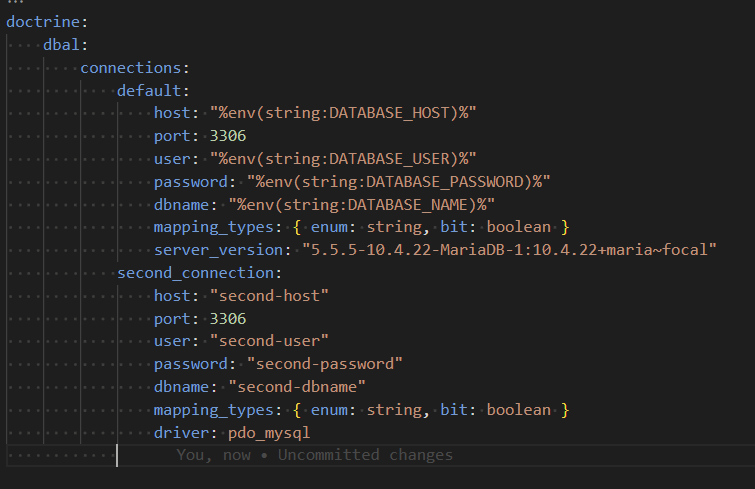 doctrine:
    dbal:
        connections:
            default:
                host: "%env(string:DATABASE_HOST)%"
                port: 3306
                user: "%env(string:DATABASE_USER)%"
                password: "%env(string:DATABASE_PASSWORD)%"
                dbname: "%env(string:DATABASE_NAME)%"
                mapping_types: { enum: string, bit: boolean }
                server_version: "5.5.5-10.4.22-MariaDB-1:10.4.22+maria~focal"
            second_connection:
                host: "second-host"
                port: 3306
                user: "second-user"
                password: "second-password"
                dbname: "second-dbname"
                mapping_types: { enum: string, bit: boolean }
                driver: pdo_mysql
                  You, now • Uncommitted changes